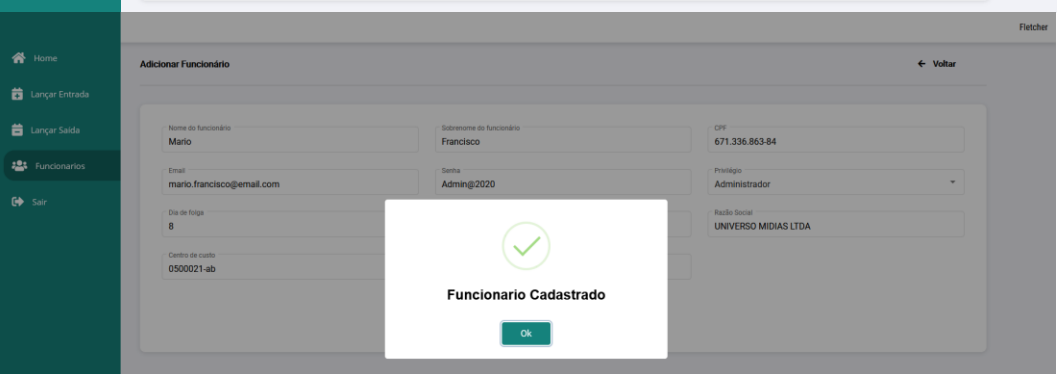 Fletcher
Home
Lançar Entrada
Lançar Saída
Funcionarios
Sair
Adicionar Funcionário
← Voltar
Nome do funcionário
Mario
Sobrenome do funcionário
Francisco
CPF
671.336.863-84
Email
mario.francisco@email.com
Senha
Admin@2020
Privilégio
Administrador
Dia de folga
8
Razão Social
UNIVERSO MIDIAS LTDA
Centro de custo
0500021-ab
Funcionario Cadastrado
Ok